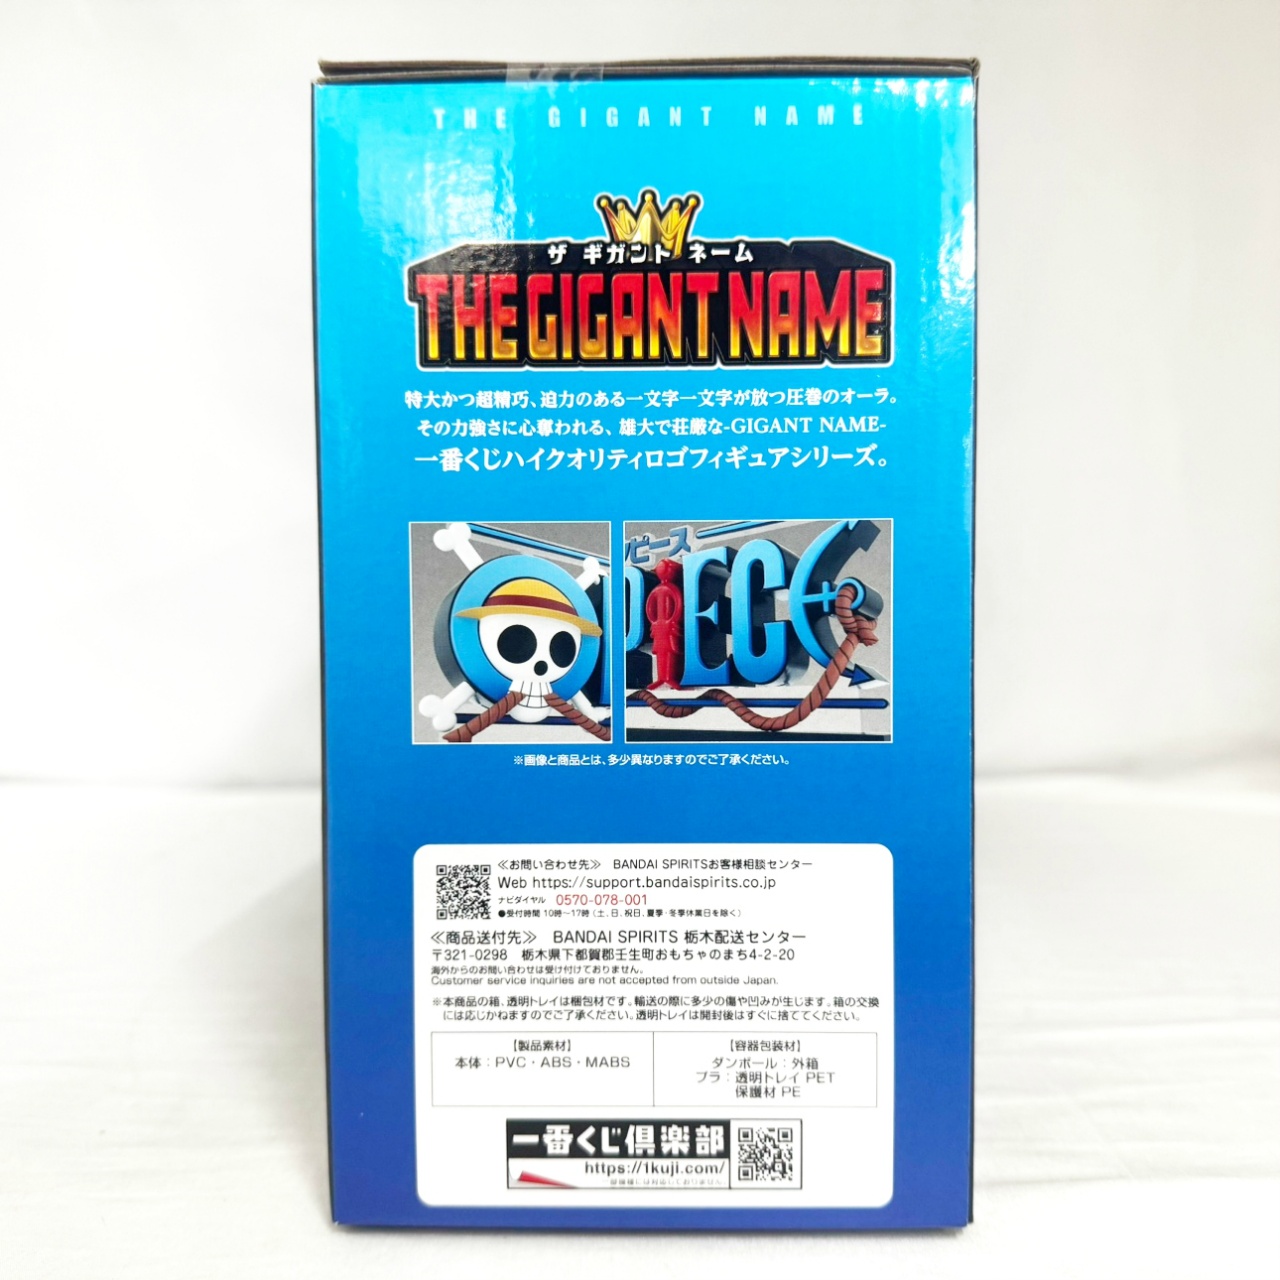 THE GIGANT NAME
ザ ギガント ネーム
THE GIGANT NAME
特大かつ超精巧、迫力のある一文字一文字が放つ圧巻のオーラ。
その力強さに心奪われる、雄大で荘厳な-GIGANT NAME-
一番くじハイクオリティロゴフィギュアシリーズ。
ピース
PIECE
※画像と商品とは、多少異なりますのでご了承ください。
≪お問い合わせ先≫ BANDAI SPIRITSお客様相談センター
Web https://support.bandaispirits.co.jp
ナビダイヤル 0570-078-001
●受付時間 10時〜17時(土、日、祝日、夏季・冬季休業日を除く)
≪商品送付先≫ BANDAI SPIRITS 栃木配送センター
〒321-0298 栃木県下都賀郡壬生町おもちゃのまち4-2-20
海外からのお問い合わせは受け付けておりません。
Customer service inquiries are not accepted from outside Japan.
※本商品の箱、透明トレイは梱包材です。輸送の際に多少の傷や凹みが生じます。箱の交換
には応じかねますのでご了承ください。透明トレイは開封後はすぐに捨ててください。
【製品素材】
本体：PVC・ABS・MABS
【容器包装材】
ダンボール：外箱
プラ：透明トレイ PET
保護材 PE
一番くじ倶楽部
https://1kuji.com/
一部機種には対応しておりません。